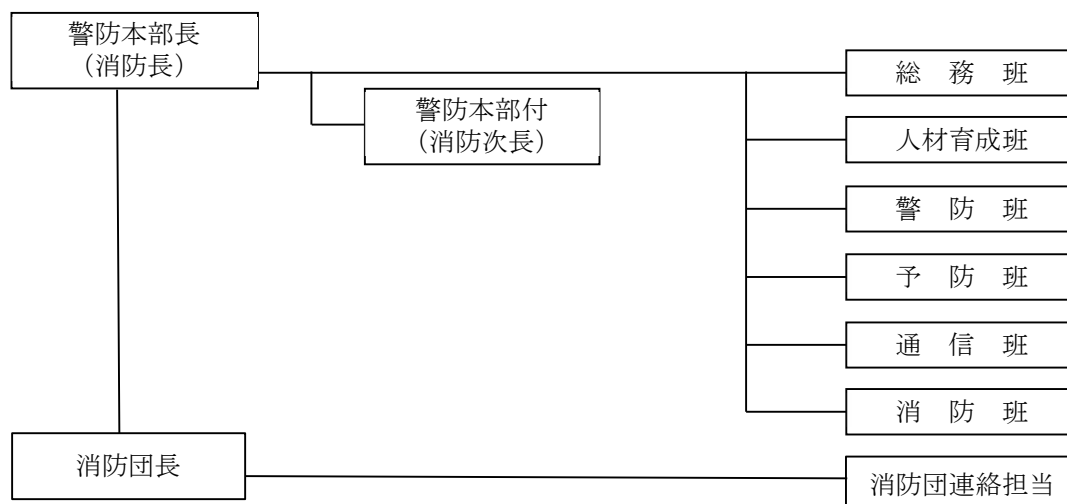 警防本部長
（消防長）
警防本部付
（消防次長）
総　務　班
人材育成班
警　防　班
予　防　班
通　信　班
消　防　班
消防団長
消防団連絡担当